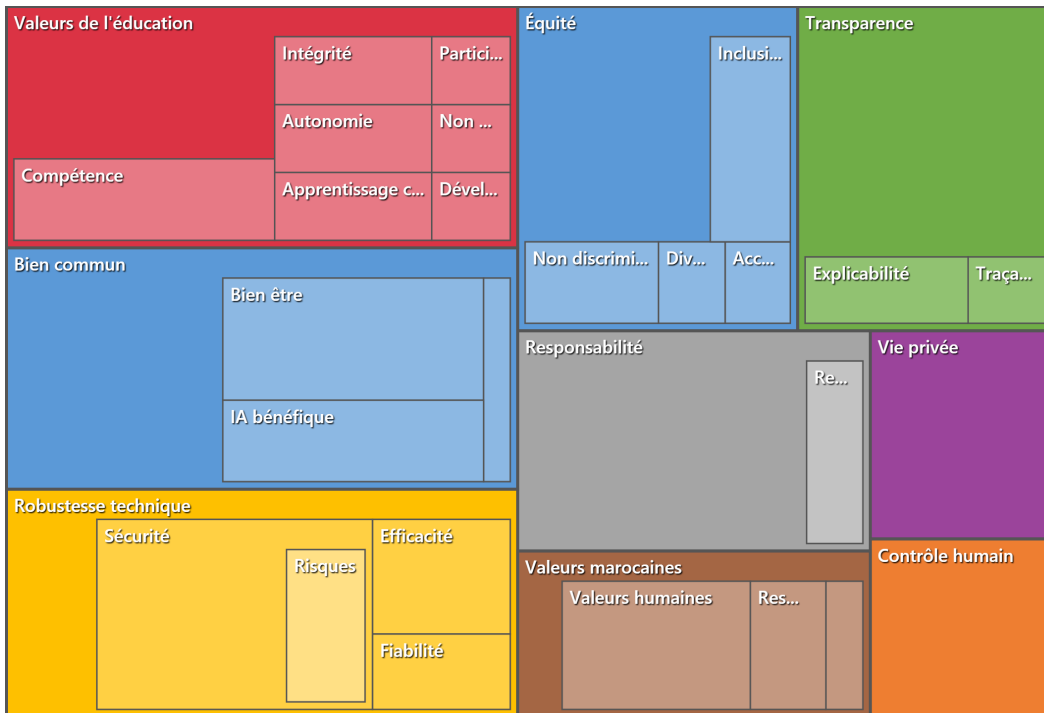 Valeurs de l'éducation
Intégrité
Partici...
Autonomie
Non ...
Compétence
Apprentissage c...
Dével...
Bien commun
Bien être
IA bénéfique
Robustesse technique
Sécurité
Risques
Efficacité
Fiabilité
Équité
Inclusi...
Non discrimi...
Div...
Acc...
Transparence
Explicabilité
Traça...
Responsabilité
Re...
Vie privée
Valeurs marocaines
Valeurs humaines
Res...
Contrôle humain